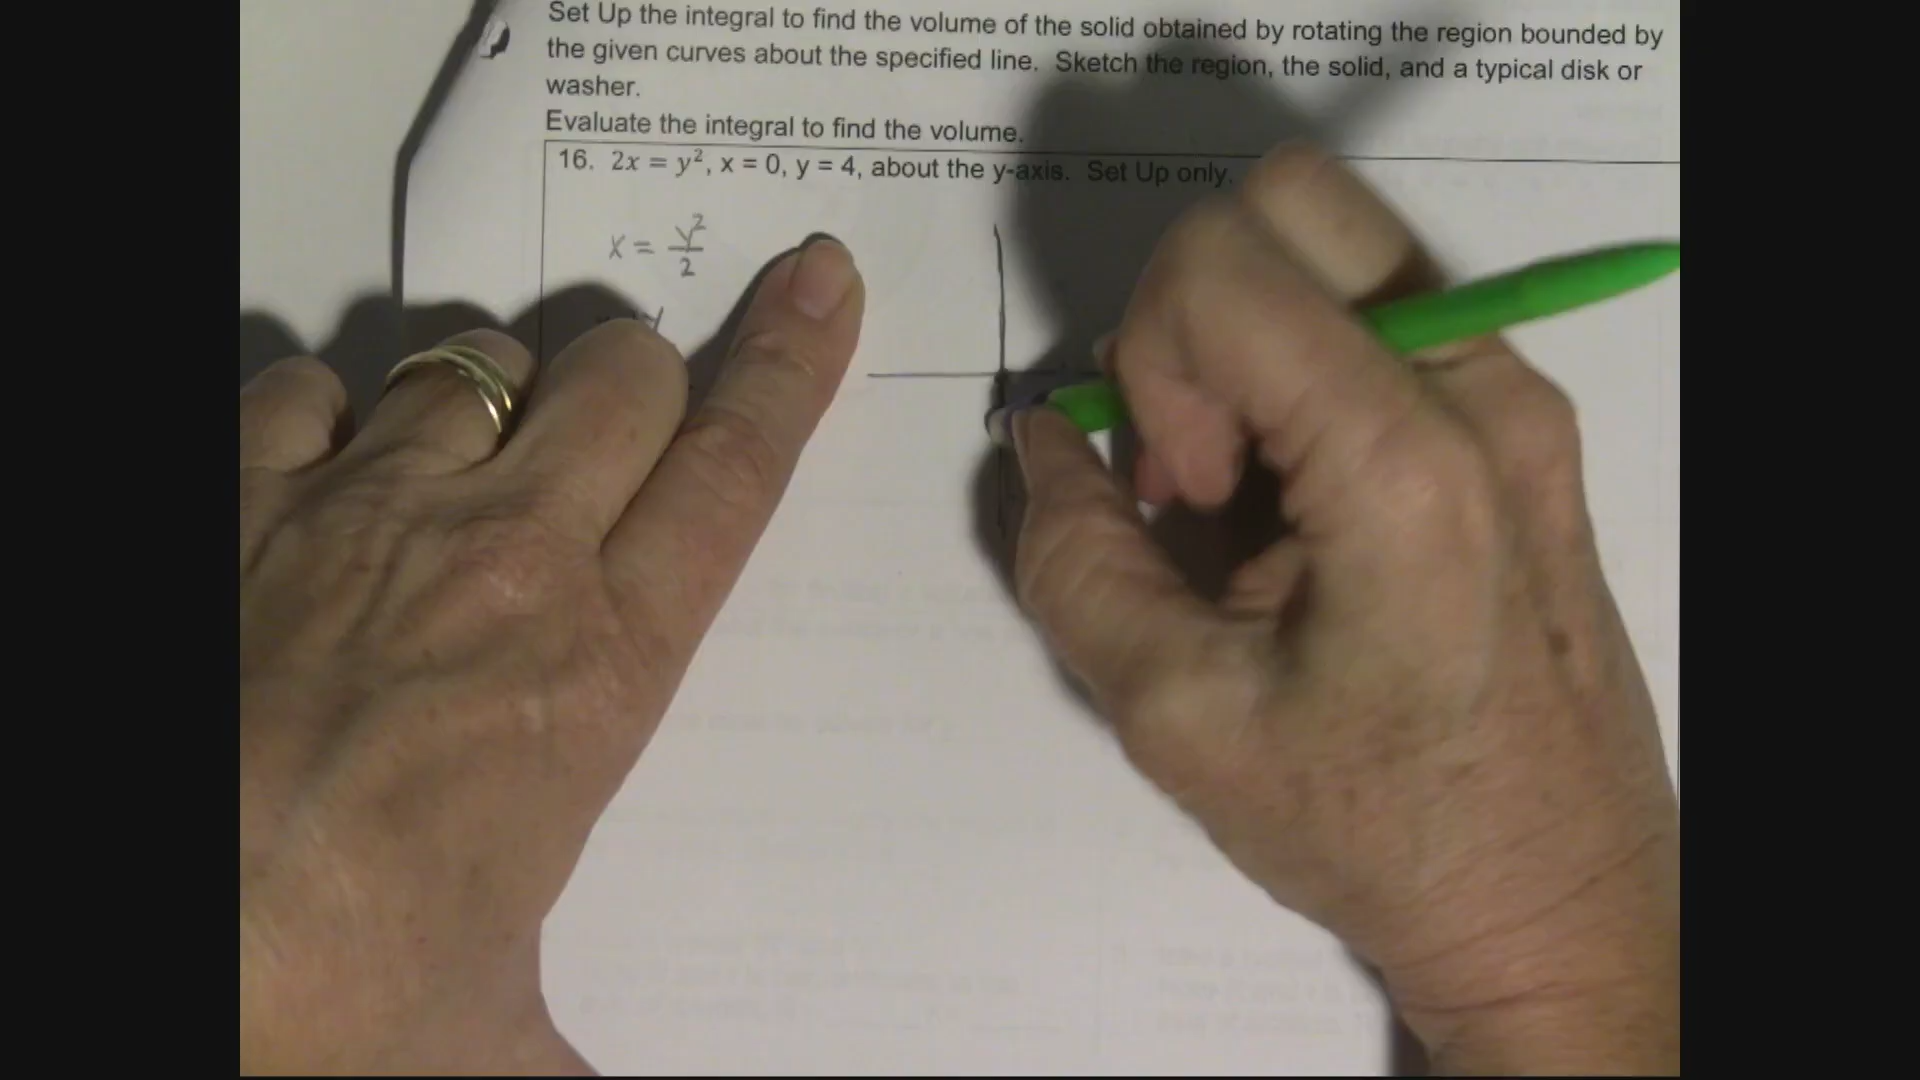 Set Up the integral to find the volume of the solid obtained by rotating the region bounded by
the given curves about the specified line. Sketch the region, the solid, and a typical disk or
washer.
Evaluate the integral to find the volume.
16. 2x = y², x = 0, y = 4, about the y-axis. Set Up only.
x = y²/2